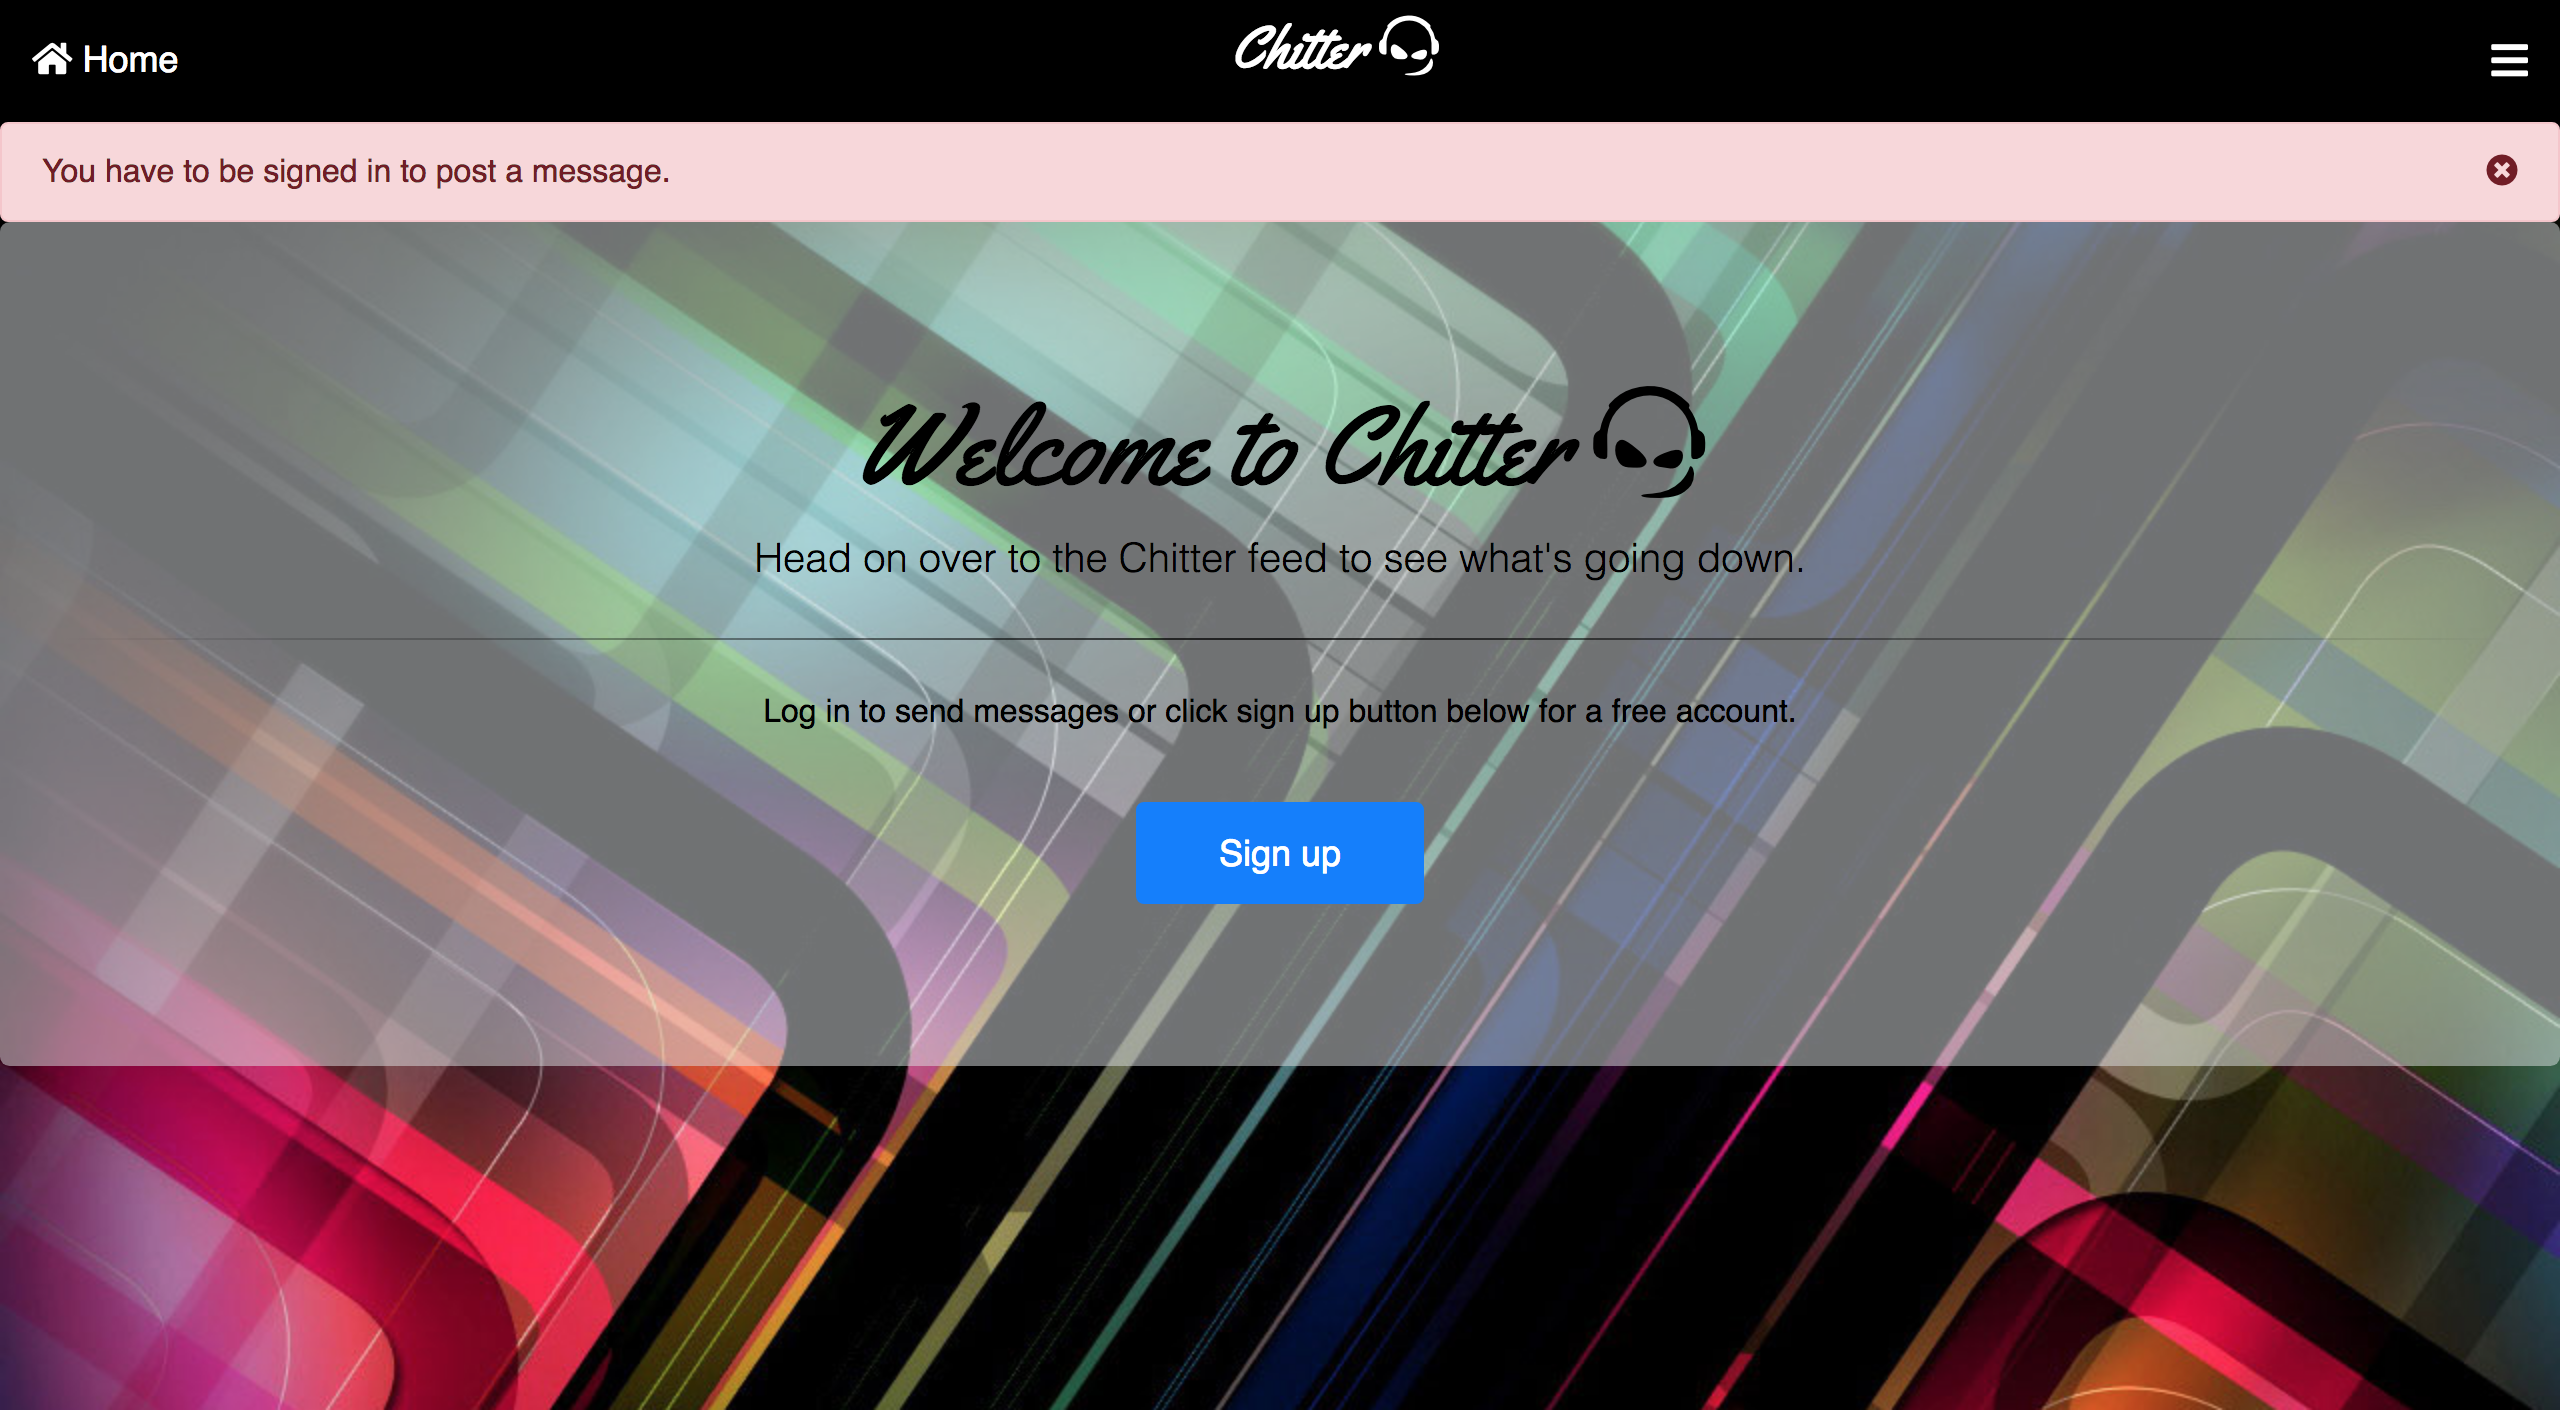 Home
Chitter
You have to be signed in to post a message.
Welcome to Chitter
Head on over to the Chitter feed to see what's going down.
Log in to send messages or click sign up button below for a free account.
Sign up